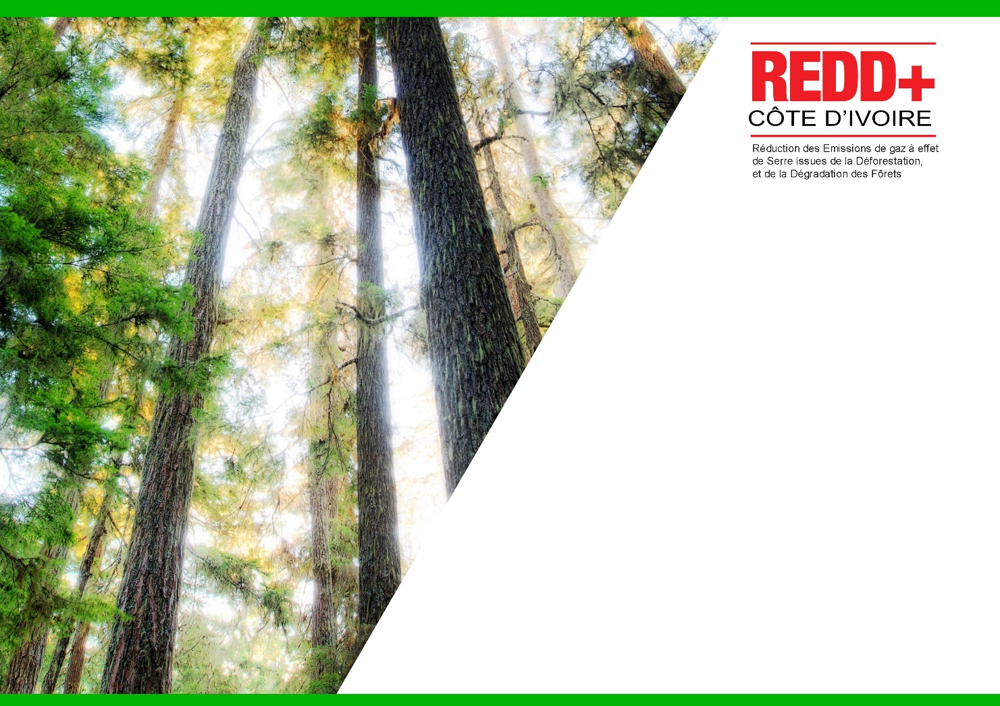 REDD+
CÔTE D'IVOIRE
Réduction des Emissions de gaz à effet
de Serre issues de la Déforestation,
et de la Dégradation des Fôrets